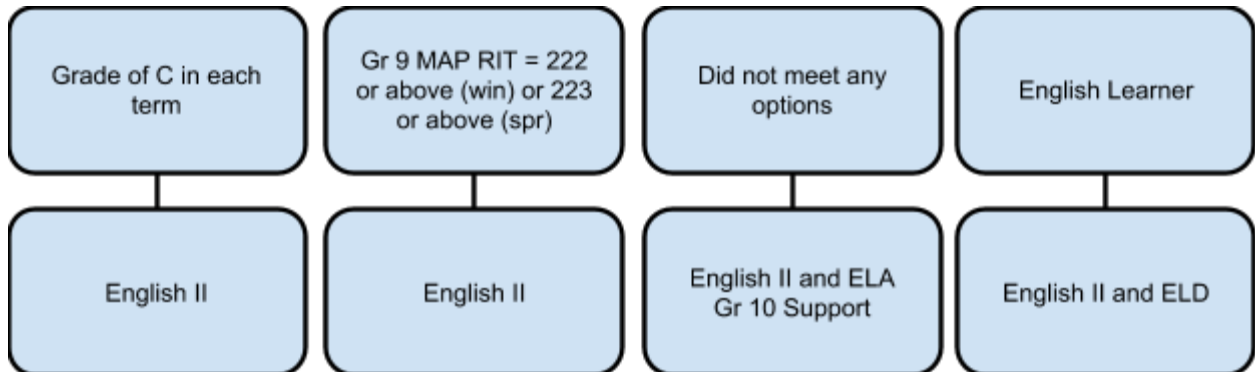 Grade of C in each
term
Gr 9 MAP RIT = 222
or above (win) or 223
or above (spr)
Did not meet any
options
English Learner
English II
English II
English II and ELA
Gr 10 Support
English II and ELD